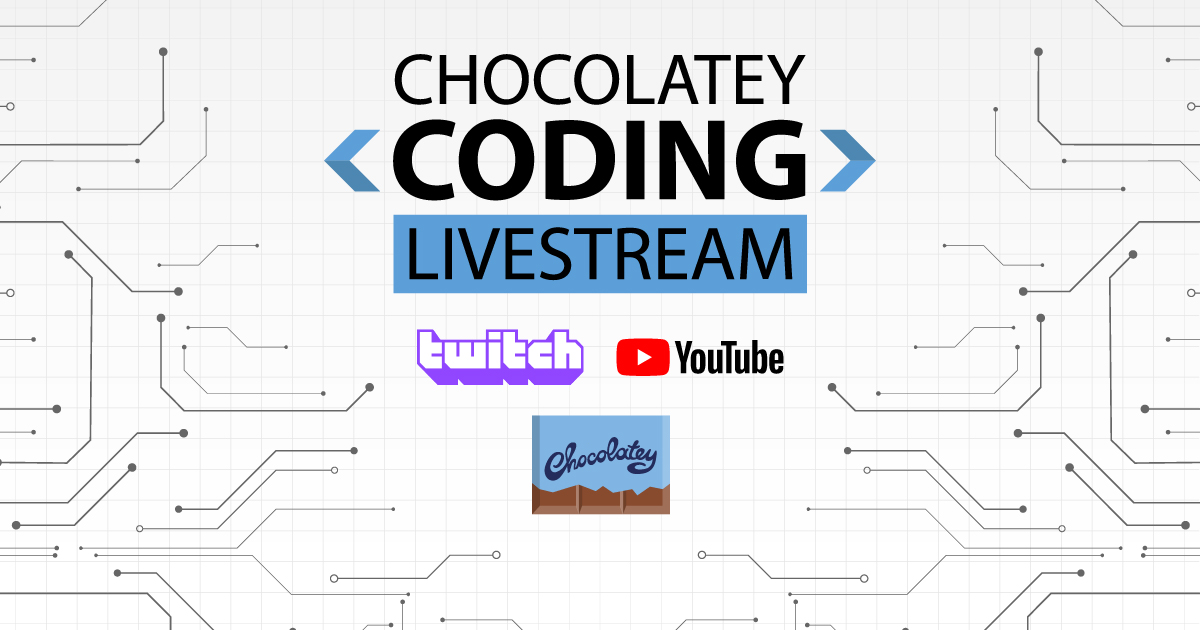 CHOCOLATEY
CODING
LIVESTREAM
twitch YouTube
Chocolatey